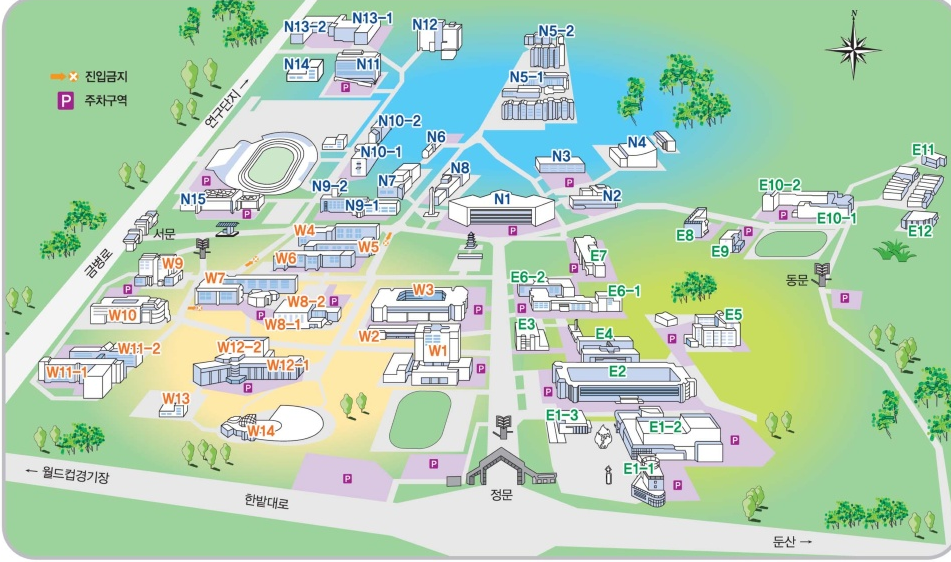 N
진입금지
P 주차구역
연구단지 →
금병로
서문
동문
정문
← 월드컵경기장
한밭대로
둔산 →
N13-2
N13-1
N12
N5-2
N14
N11
P
N5-1
N10-2
N10-1
N6
N4
N3
P
N8
N7
N9-2
N9-1
N2
N1
P
P
N15
P
E11
E10-2
E10-1
P
E12
E8
E9
P
W4
W5
W6
E7
P
W9
P
W7
W8-2
P
W8-1
W3
P
E6-2
E6-1
P
P
W10
W2
W1
P
E3
E4
E5
P
W11-2
W11-1
W12-2
W12-1
P
E2
P
W13
W14
E1-3
E1-2
P
E1-1
P
P
P